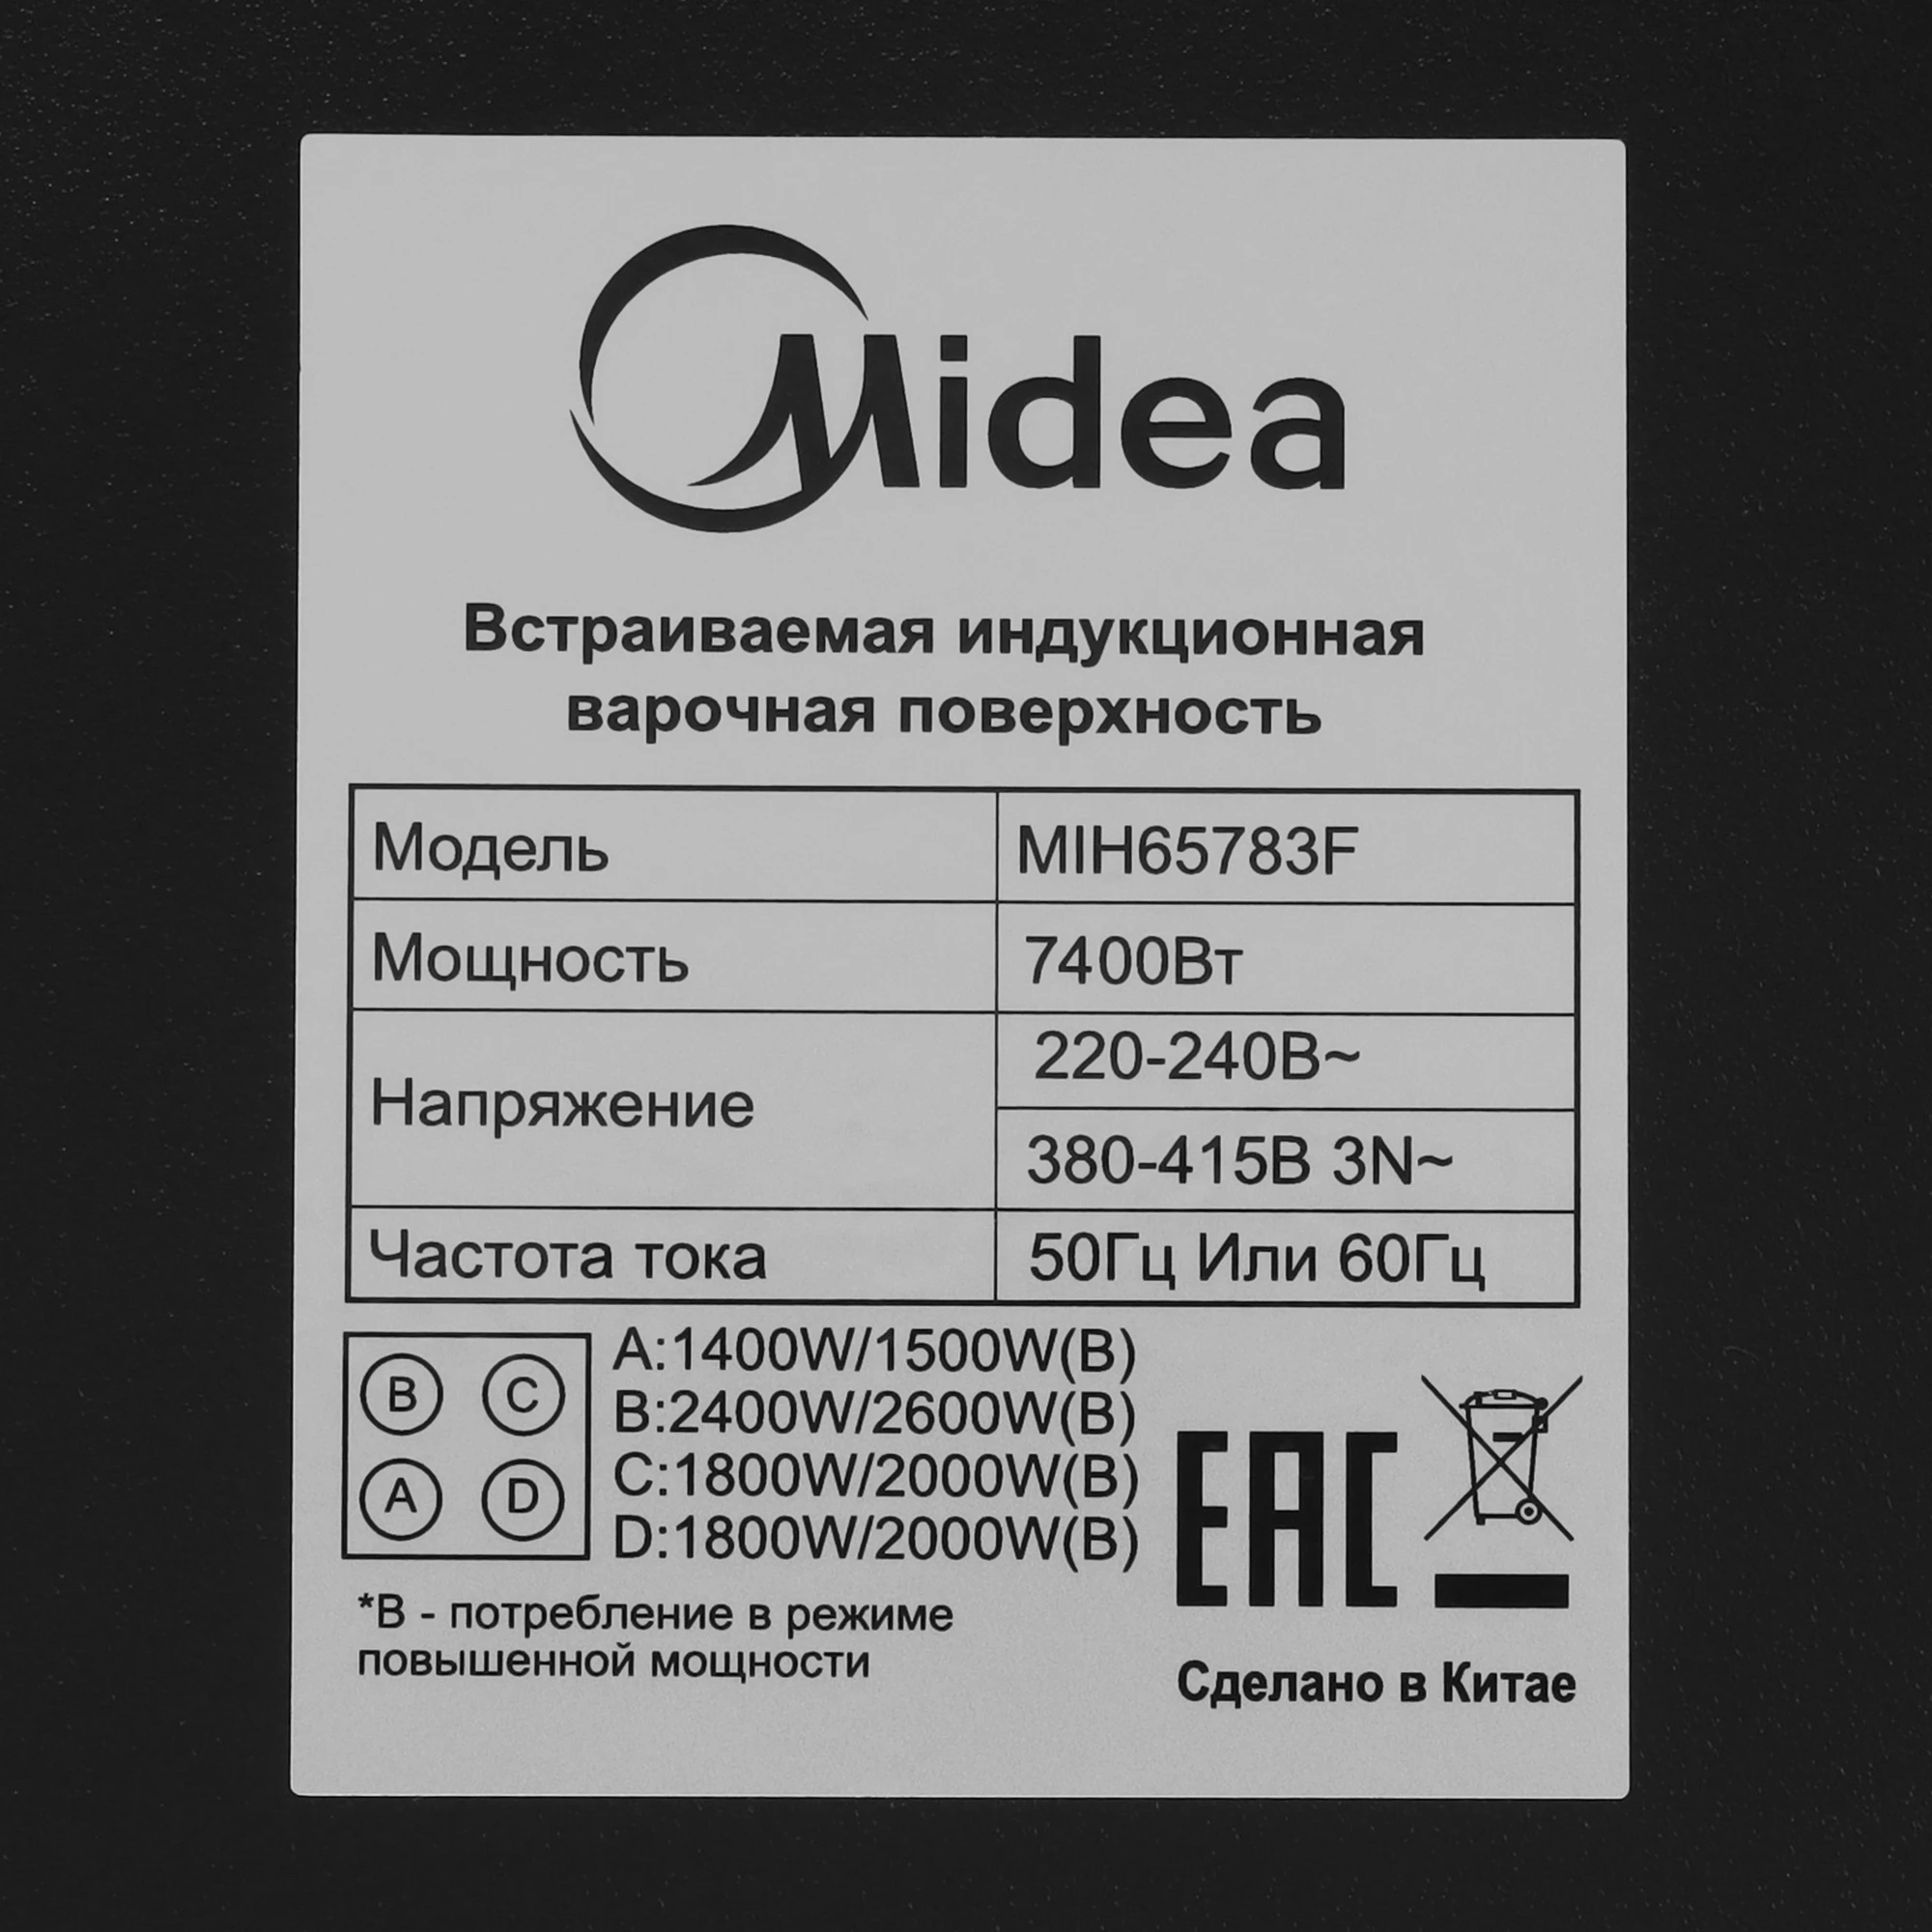 Midea
Встраиваемая индукционная
варочная поверхность
Модель MIH65783F
Мощность 7400Вт
Напряжение 220-240В~
380-415В 3N~
Частота тока 50Гц Или 60Гц
B C
A D
A:1400W/1500W(B)
B:2400W/2600W(B)
C:1800W/2000W(B)
D:1800W/2000W(B)
*B - потребление в режиме
повышенной мощности
EAC
Сделано в Китае